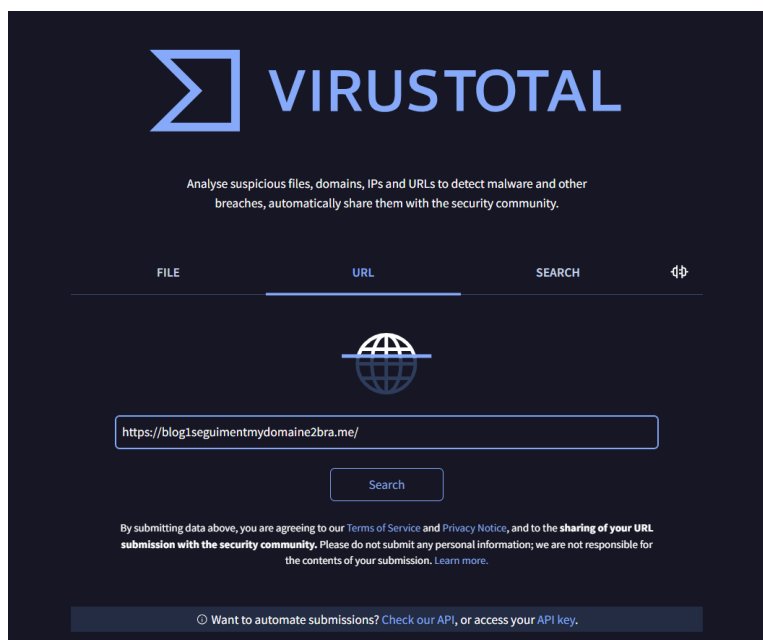 VIRUSTOTAL
Analyse suspicious files, domains, IPs and URLs to detect malware and other
breaches, automatically share them with the security community.
FILE URL SEARCH
https://blog1seguimentmydomaine2bra.me/
Search
By submitting data above, you are agreeing to our Terms of Service and Privacy Notice, and to the sharing of your URL
submission with the security community. Please do not submit any personal information; we are not responsible for
the contents of your submission. Learn more.
Want to automate submissions? Check our API, or access your API key.